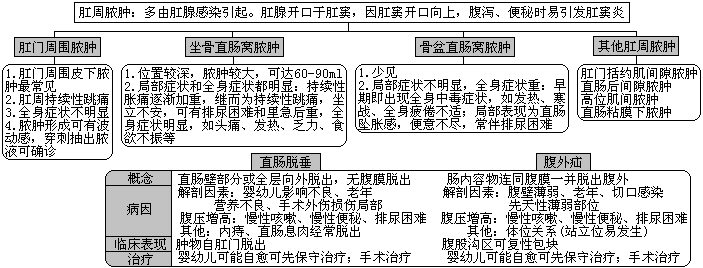 肛周脓肿：多由肛腺感染引起。肛腺开口于肛窦，因肛窦开口向上，腹泻、便秘时易引发肛窦炎
肛门周围脓肿
1.肛门周围皮下脓肿最常见
2.肛周持续性跳痛
3.全身症状不明显
4.脓肿形成可有波动感，穿刺抽出脓液可确诊
坐骨直肠窝脓肿
1.位置较深，脓肿较大，可达60-90ml
2.局部症状和全身症状都明显：持续性胀痛逐渐加重，继而为持续性跳痛，坐立不安，可有排尿困难和里急后重，全身症状明显，如头痛、发热、乏力、食欲不振等
骨盆直肠窝脓肿
1.少见
2.局部症状不明显，全身症状重：早期即出现全身中毒症状，如发热、寒战、全身疲倦不适；局部表现为直肠坠胀感，便意不尽，常伴排尿困难
其他肛周脓肿
肛门括约肌间隙脓肿
直肠后间隙脓肿
高位肌间脓肿
直肠粘膜下脓肿
直肠脱垂 腹外疝
概念 直肠壁部分或全层向外脱出，无腹膜脱出 肠内容物连同腹膜一并脱出腹外
病因 解剖因素：婴幼儿影响不良、老年 解剖因素：腹壁薄弱、老年、切口感染
营养不良、手术外伤损伤局部 先天性薄弱部位
腹压增高：慢性咳嗽、慢性便秘、排尿困难 腹压增高：慢性咳嗽、慢性便秘、排尿困难
其他：内痔、直肠息肉经常脱出 其他：体位关系(站立位易发生)
临床表现 肿物自肛门脱出 腹股沟区可复性包块
治疗 婴幼儿可能自愈可先保守治疗；手术治疗 婴幼儿可能自愈可先保守治疗；手术治疗